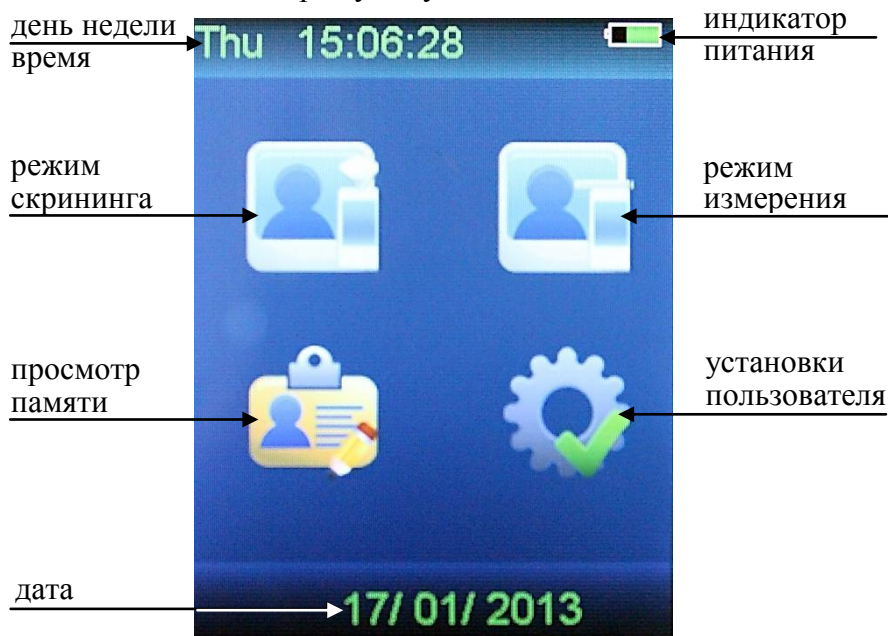 день недели
время
Thu 15:06:28
индикатор
питания
режим
скрининга
режим
измерения
просмотр
памяти
установки
пользователя
дата
17/ 01/ 2013